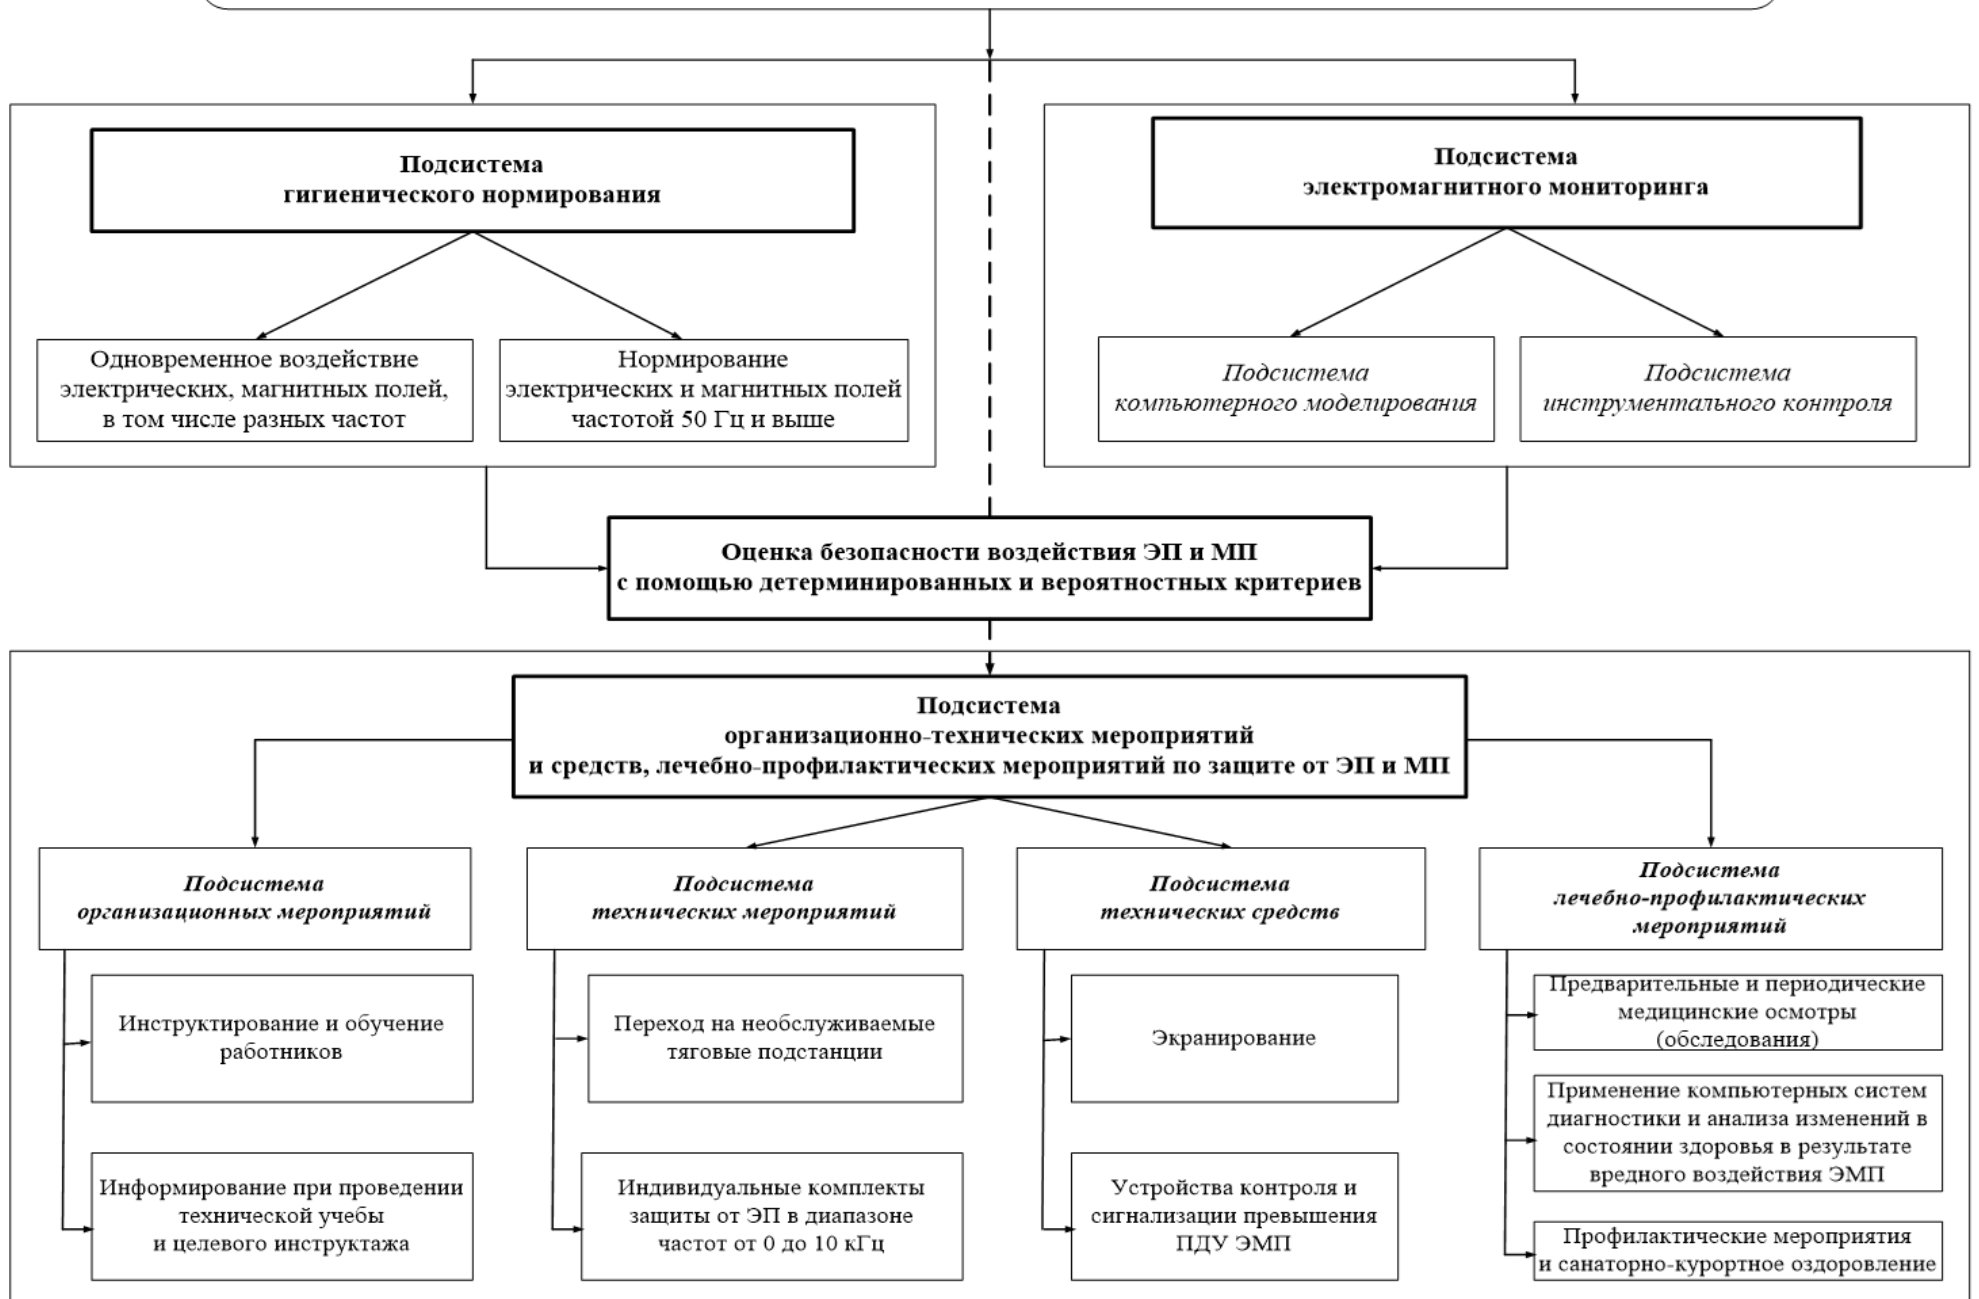 Подсистема
гигиенического нормирования
Подсистема
электромагнитного мониторинга
Одновременное воздействие
электрических, магнитных полей,
в том числе разных частот
Нормирование
электрических и магнитных полей
частотой 50 Гц и выше
Подсистема
компьютерного моделирования
Подсистема
инструментального контроля
Оценка безопасности воздействия ЭП и МП
с помощью детерминированных и вероятностных критериев
Подсистема
организационно-технических мероприятий
и средств, лечебно-профилактических мероприятий по защите от ЭП и МП
Подсистема
организационных мероприятий
Подсистема
технических мероприятий
Подсистема
технических средств
Подсистема
лечебно-профилактических
мероприятий
Инструктирование и обучение
работников
Переход на необслуживаемые
тяговые подстанции
Экранирование
Предварительные и периодические
медицинские осмотры
(обследования)
Применение компьютерных систем
диагностики и анализа изменений в
состоянии здоровья в результате
вредного воздействия ЭМП
Информирование при проведении
технической учебы
и целевого инструктажа
Индивидуальные комплекты
защиты от ЭП в диапазоне
частот от 0 до 10 кГц
Устройства контроля и
сигнализации превышения
ПДУ ЭМП
Профилактические мероприятия
и санаторно-курортное оздоровление